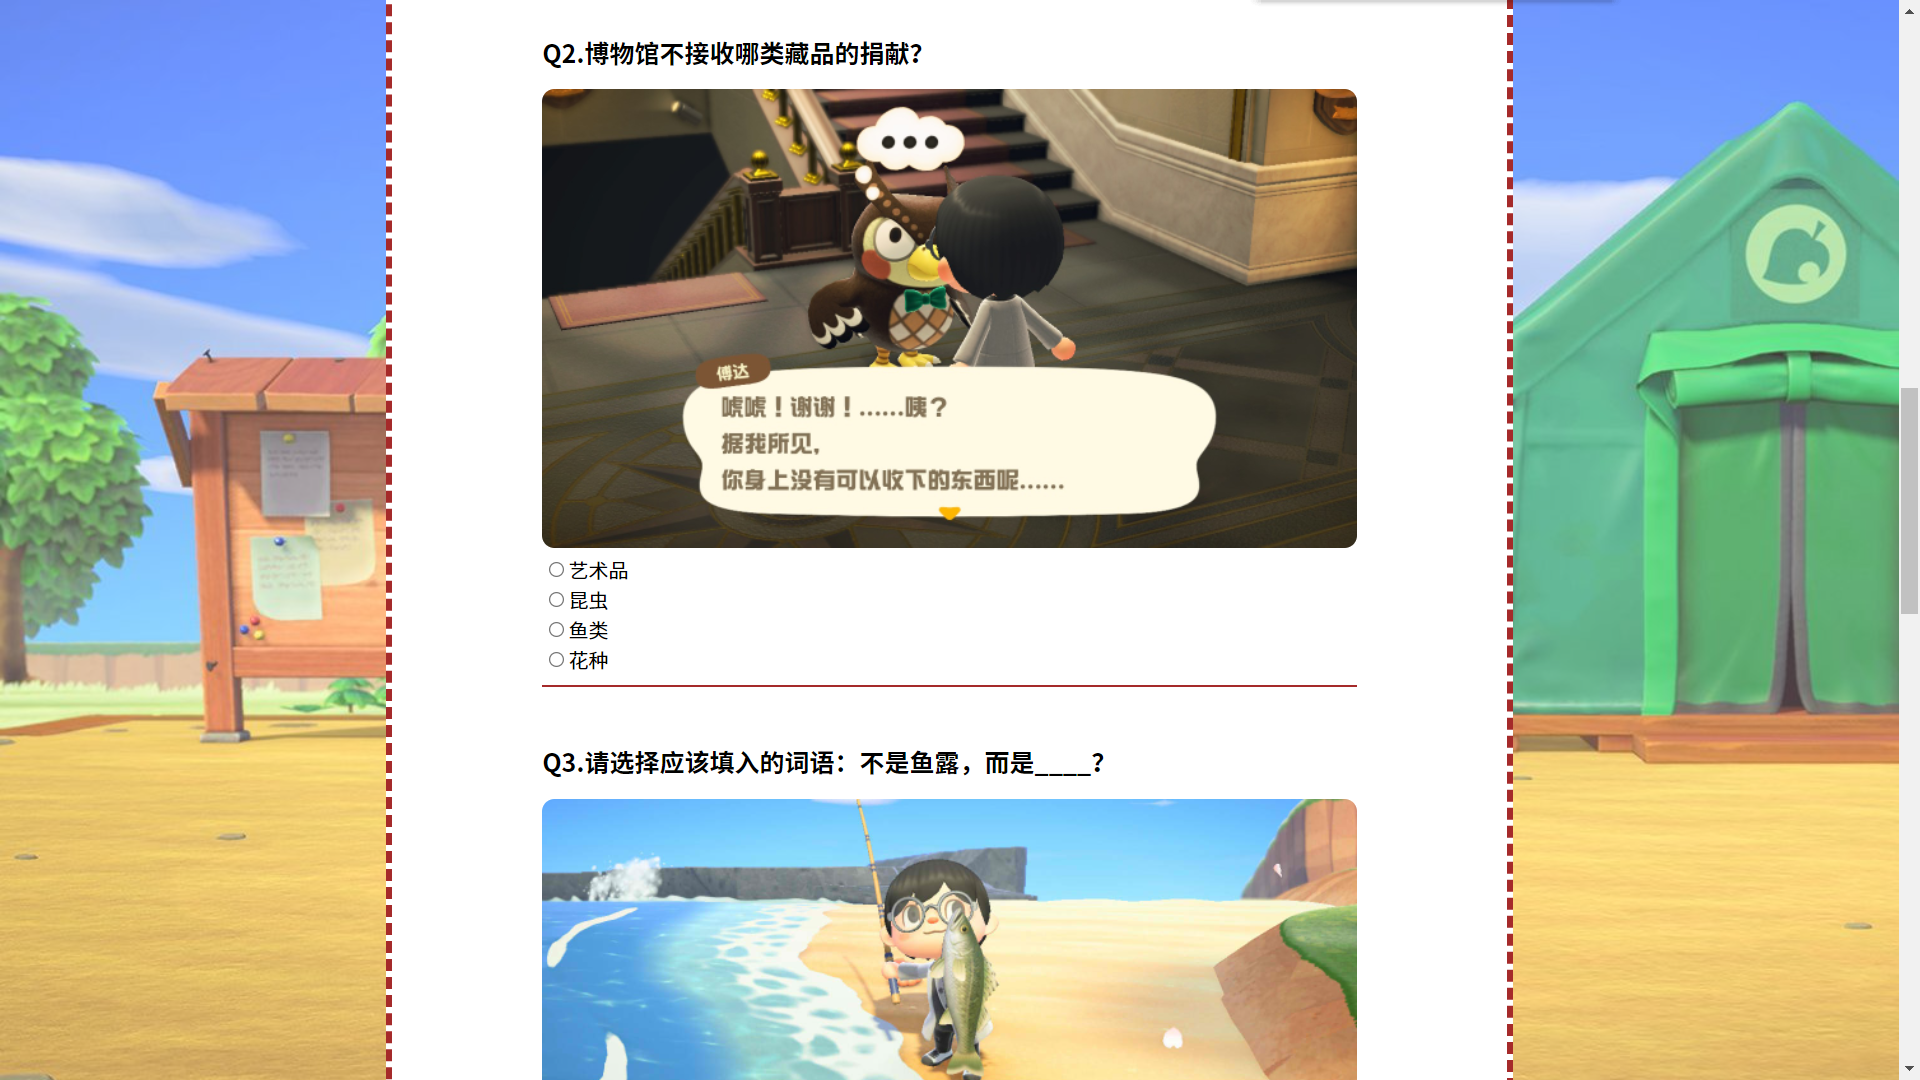 Q2.博物馆不接收哪类藏品的捐献？
傅达
唬唬！谢谢！……咦？
据我所见，
你身上没有可以收下的东西呢……
艺术品
昆虫
鱼类
花种
Q3.请选择应该填入的词语：不是鱼露，而是____？